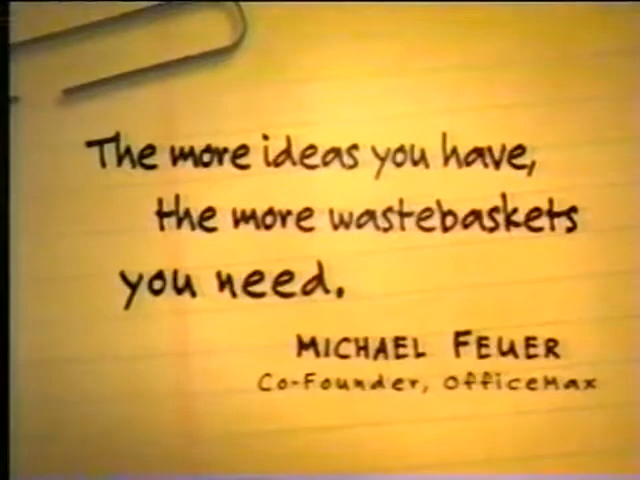 The more ideas you have,
the more wastebaskets
you need.
MICHAEL FEUER
Co-Founder, OfficeMax